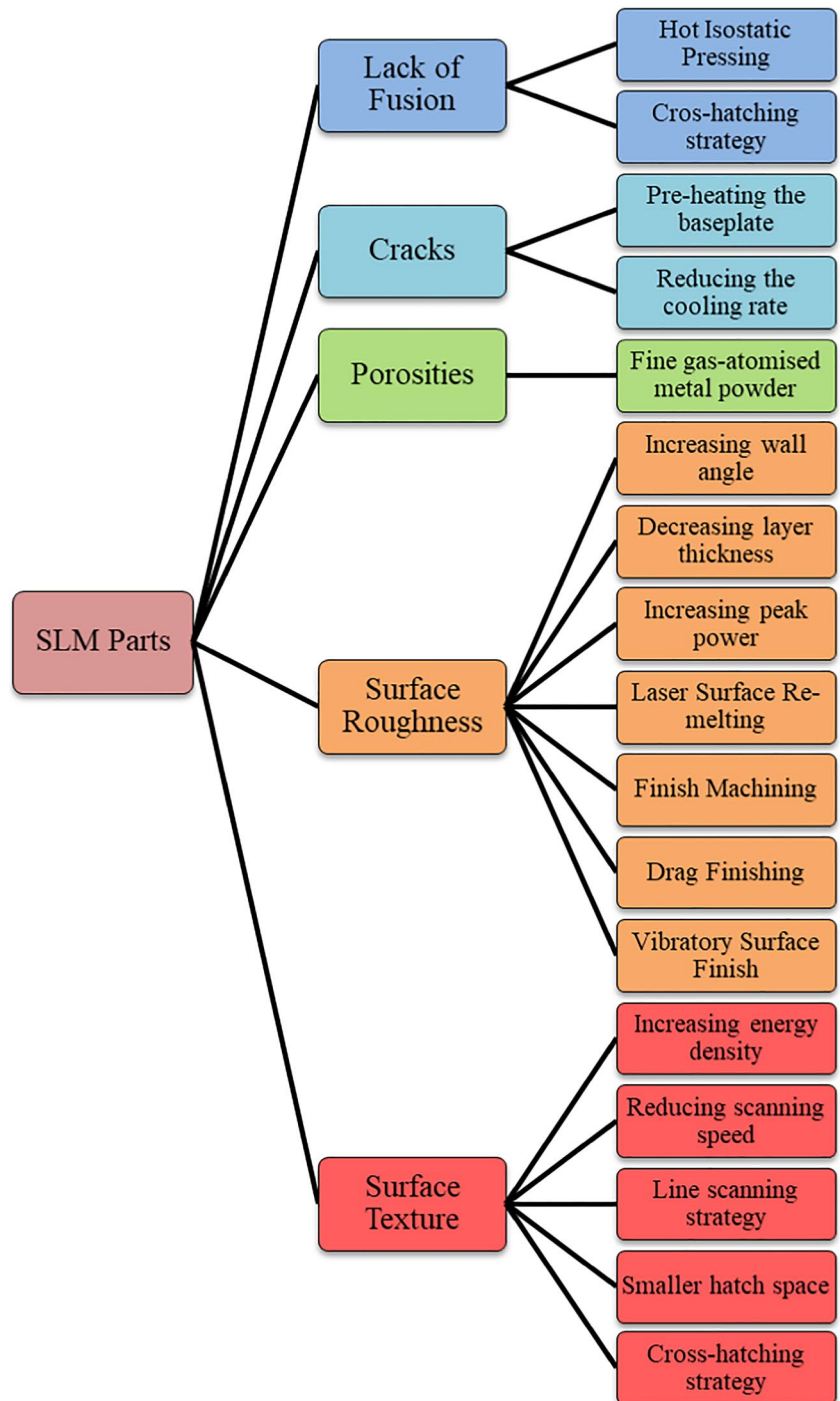 SLM Parts
Lack of
Fusion
Hot Isostatic
Pressing
Cros-hatching
strategy
Cracks
Pre-heating the
baseplate
Reducing the
cooling rate
Porosities
Fine gas-atomised
metal powder
Surface
Roughness
Increasing wall
angle
Decreasing layer
thickness
Increasing peak
power
Laser Surface Re-
melting
Finish Machining
Drag Finishing
Vibratory Surface
Finish
Surface
Texture
Increasing energy
density
Reducing scanning
speed
Line scanning
strategy
Smaller hatch space
Cross-hatching
strategy